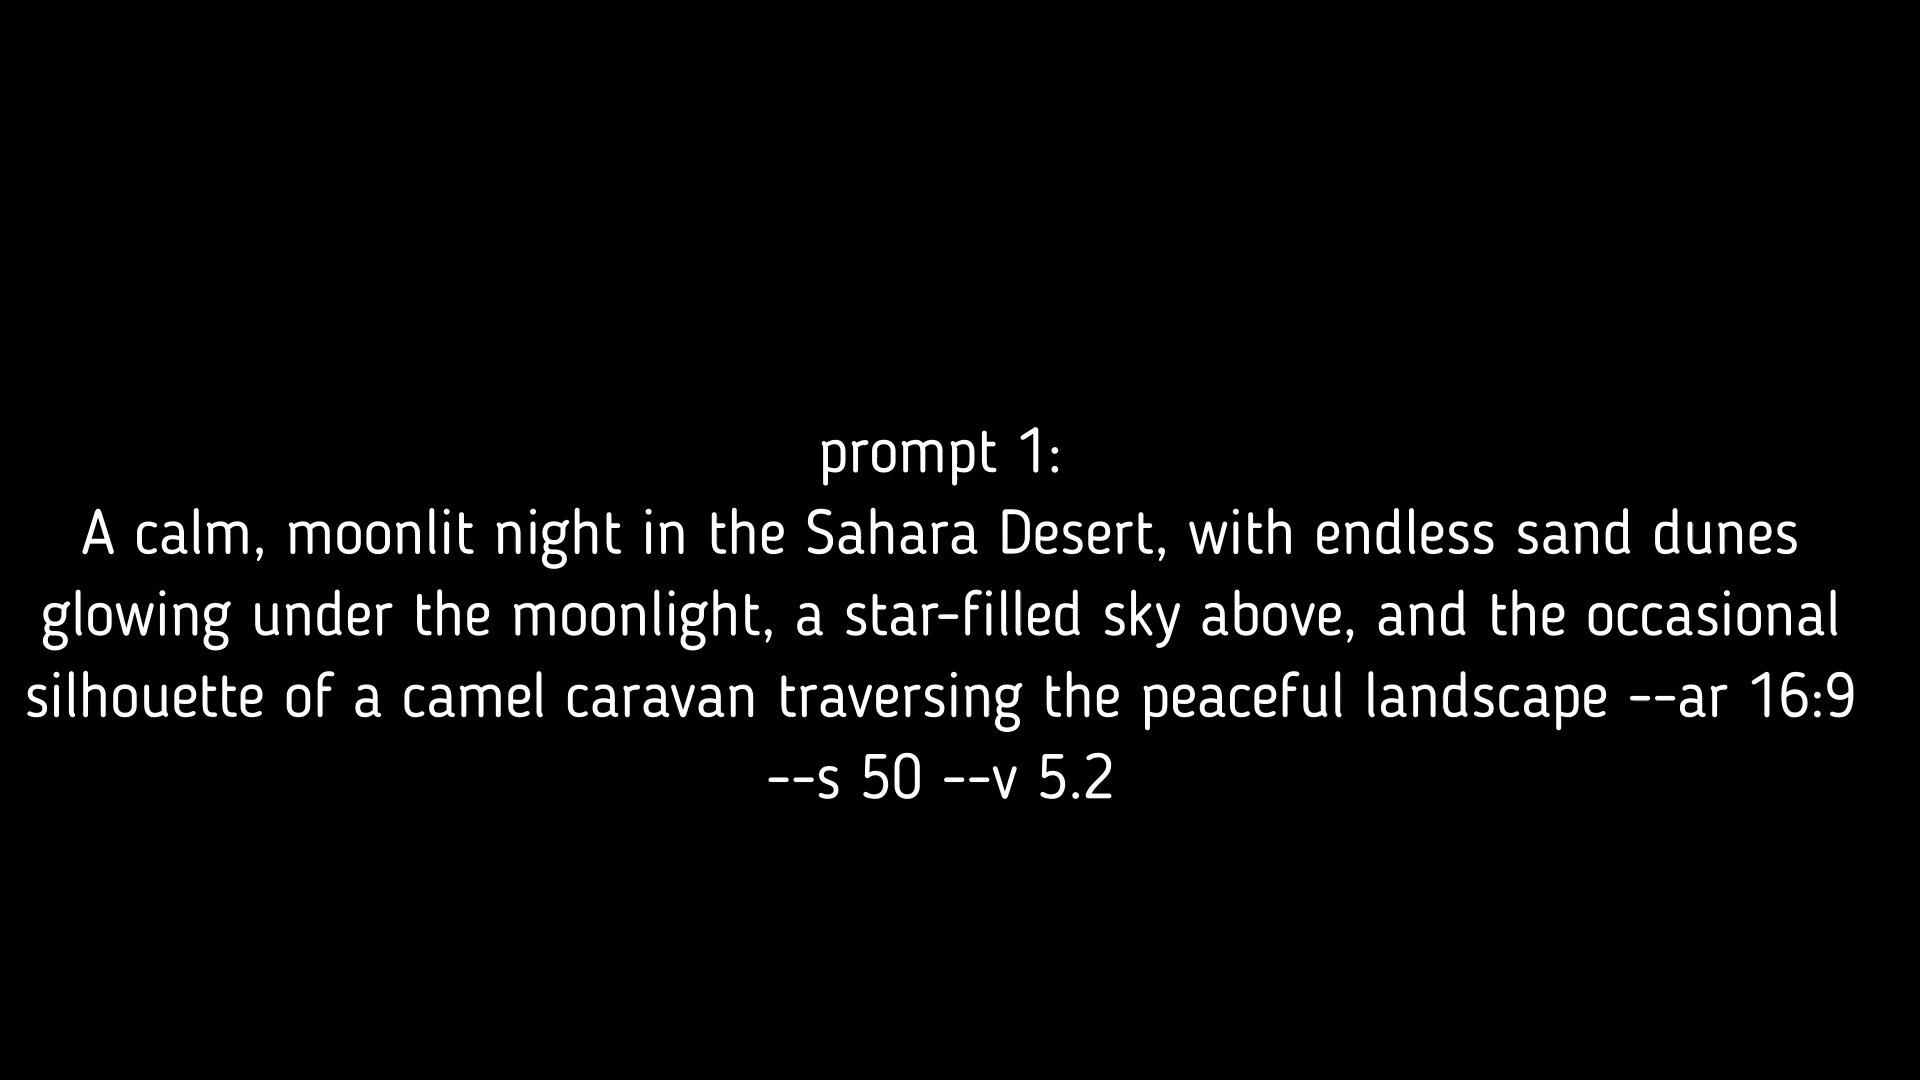 prompt 1:
A calm, moonlit night in the Sahara Desert, with endless sand dunes
glowing under the moonlight, a star-filled sky above, and the occasional
silhouette of a camel caravan traversing the peaceful landscape --ar 16:9
--s 50 --v 5.2